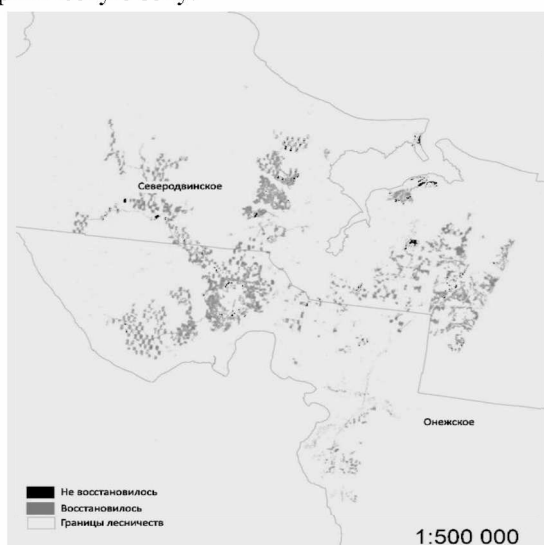 Северодвинское
Онежское
Не восстановилось
Восстановилось
Границы лесничеств
1:500 000